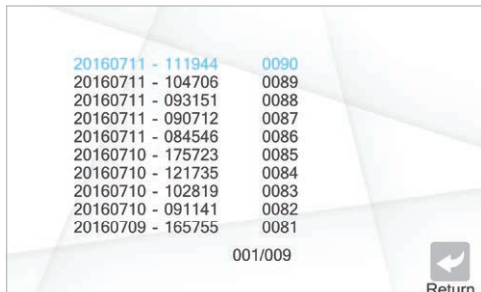 20160711 - 111944 0090
20160711 - 104706 0089
20160711 - 093151 0088
20160711 - 090712 0087
20160711 - 084546 0086
20160710 - 175723 0085
20160710 - 121735 0084
20160710 - 102819 0083
20160710 - 091141 0082
20160709 - 165755 0081
001/009
Return